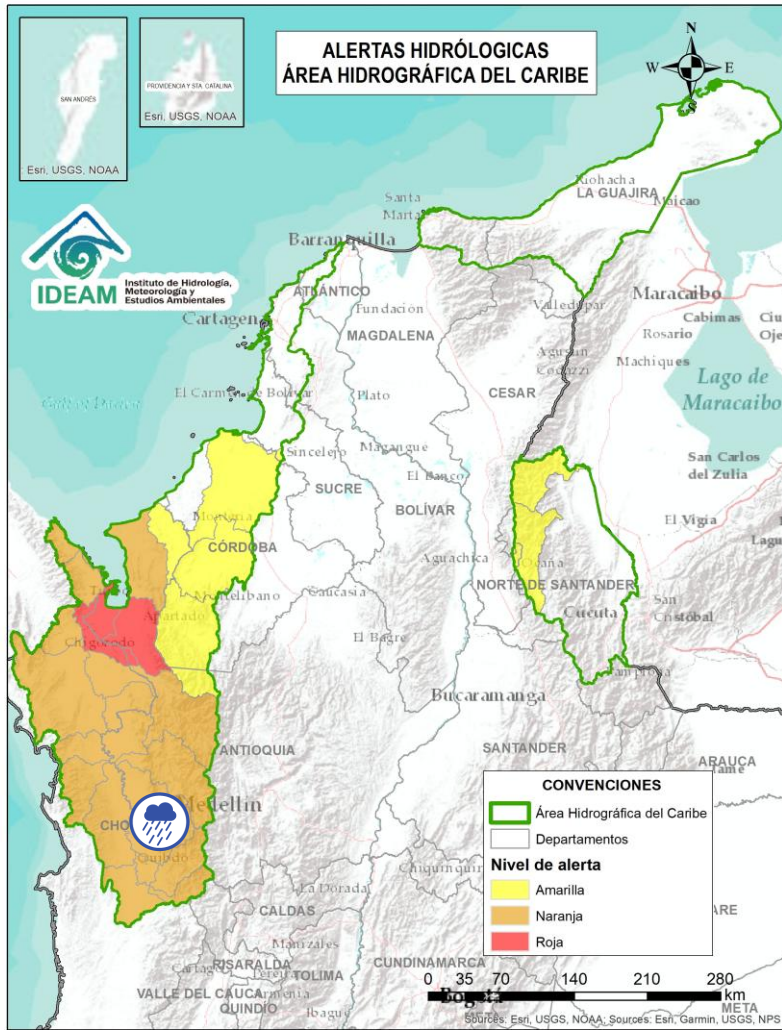 ALERTAS HIDRÓLOGICAS
ÁREA HIDROGRÁFICA DEL CARIBE
N
W
E
S
SAN ANDRÉS
Esri, USGS, NOAA
PROVIDENCIA Y STA. CATALINA
Esri, USGS, NOAA
IDEAM
Instituto de Hidrología,
Meteorología y
Estudios Ambientales
Riohacha
LA GUAJIRA
Maicao
Santa
Marta
Barranquilla
ATLÁNTICO
Cartagena
Fundación
MAGDALENA
Valledupar
Maracaibo
Cabimas
Rosario
Machiques
Agustín
Codazzi
CESAR
Lago de
Maracaibo
El Carmen de Bolívar
Plato
Sincelejo
Magangue
El Banco
SUCRE
BOLÍVAR
San Carlos
del Zulia
El Vigía
Montería
CÓRDOBA
Montelíbano
Aguachica
Ocaña
NORTE DE SANTANDER
Cucuta
San
Cristóbal
Caucasia
El Bagre
Apartado
Chigorodo
Bucaramanga
Pamplona
ANTIOQUIA
SANTANDER
ARAUCA
Medellín
Quibdó
La Dorada
CALDAS
Manizales
RISARALDA
Pereira
TOLIMA
CUNDINAMARCA
VALLE DEL CAUCA
Armenia
QUINDÍO
Ibague
Bogotá
META
META
CONVENCIONES
Área Hidrográfica del Caribe
Departamentos
Nivel de alerta
Amarilla
Naranja
Roja
0 35 70 140 210 280
km
Sources: Esri, USGS, NOAA; Sources: Esri, Garmin, USGS, NPS